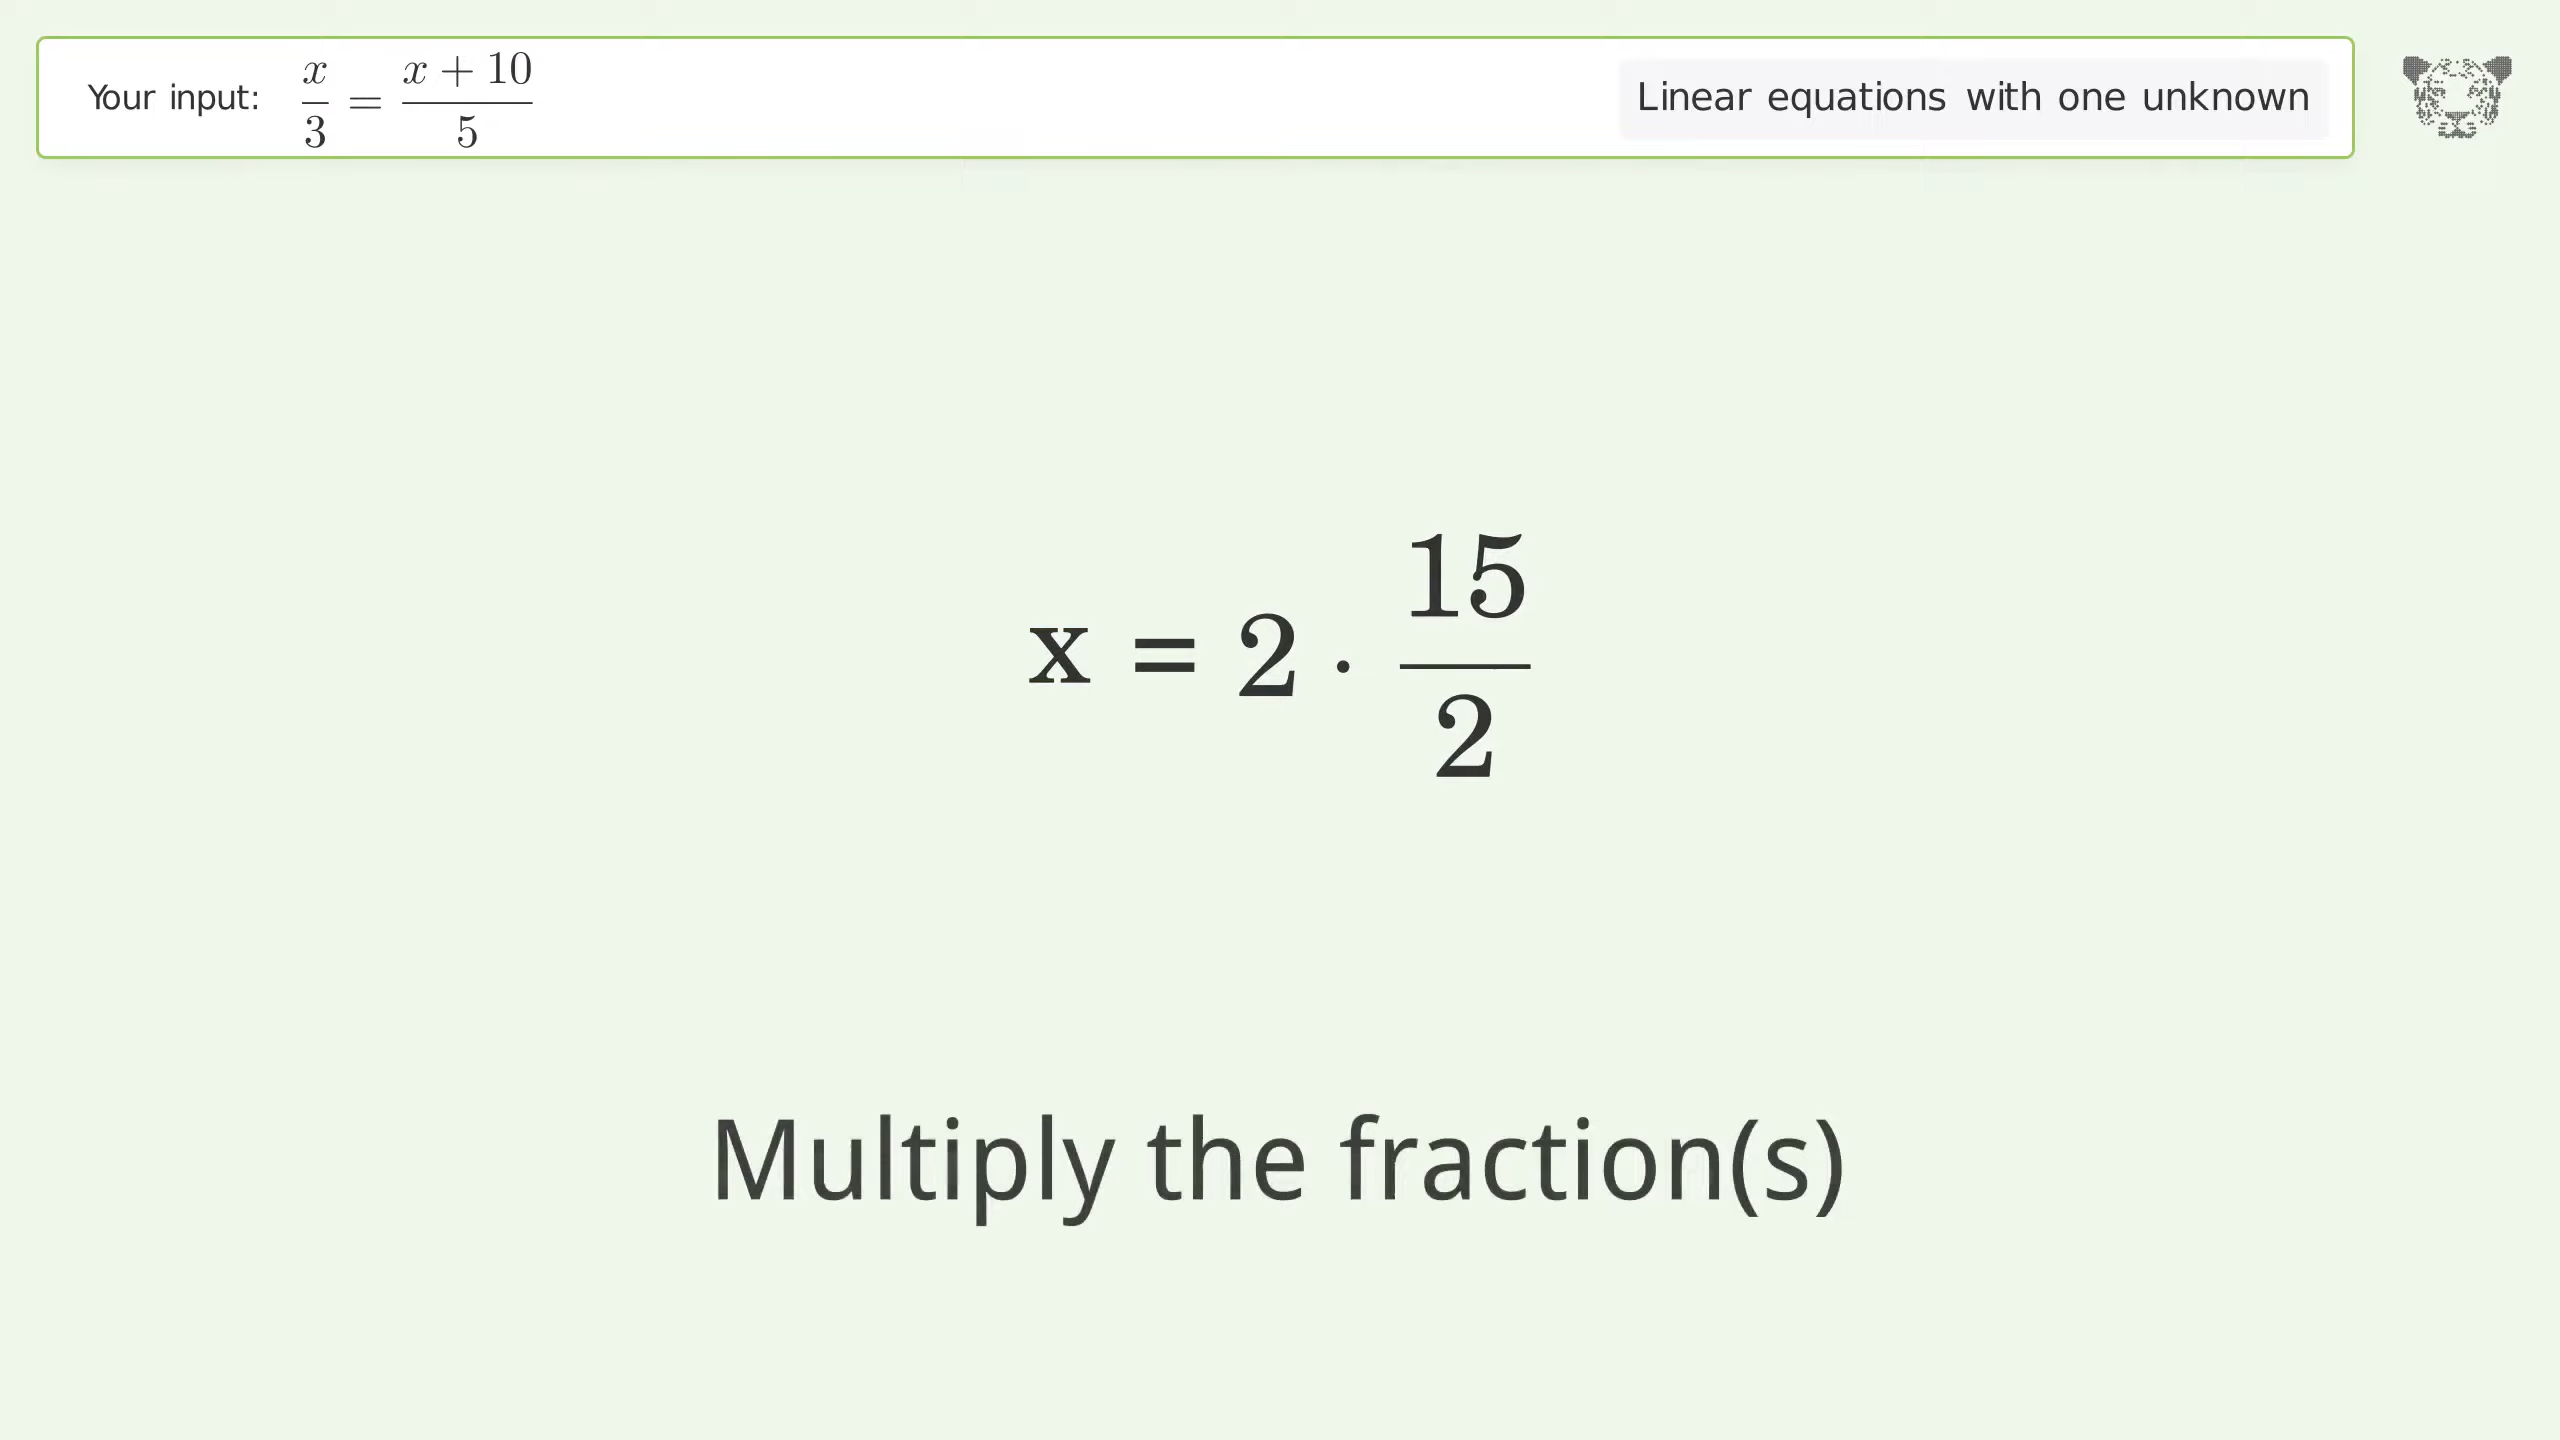 Your input: x/3 = (x + 10)/5
Linear equations with one unknown
x = 2 · 15/2
Multiply the fraction(s)